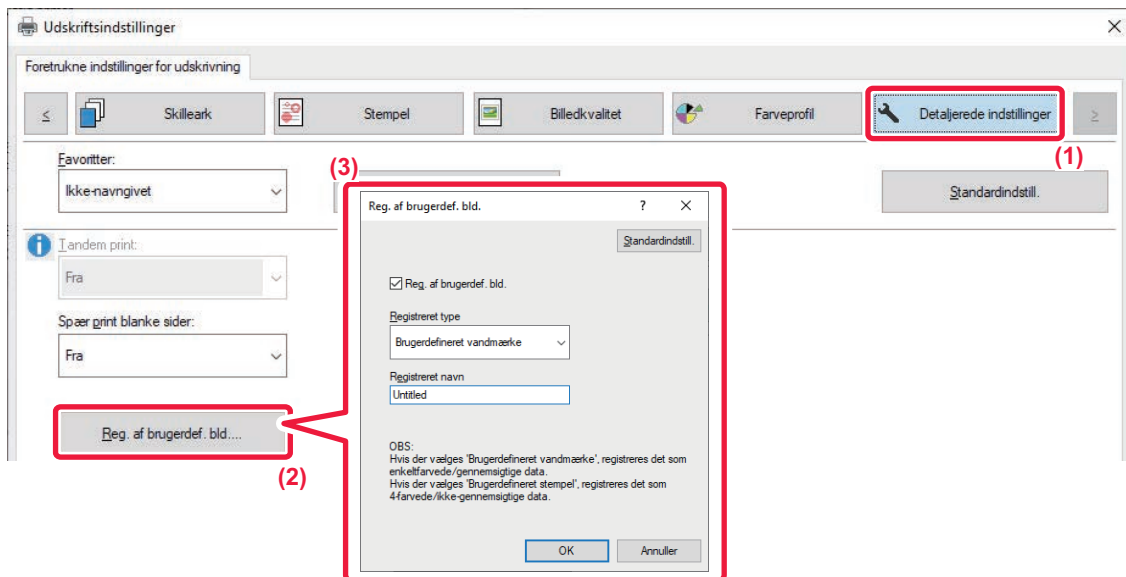 Udskriftsindstillinger
Foretrukne indstillinger for udskrivning
≤
Skilleark
Stempel
Billedkvalitet
Farveprofil
Detaljerede indstillinger
≥
(1)
Favoritter:
Ikke-navngivet
Standardindstill.
(3)
Tandem print:
Fra
Spær print blanke sider:
Fra
Reg. af brugerdef. bld....
(2)
Reg. af brugerdef. bld.
?
Standardindstill.
Reg. af brugerdef. bld.
Registreret type
Brugerdefineret vandmærke
Registreret navn
Untitled
OBS:
Hvis der vælges 'Brugerdefineret vandmærke', registreres det som
enkeltfarvede/gennemsigtige data.
Hvis der vælges 'Brugerdefineret stempel', registreres det som
4-farvede/ikke-gennemsigtige data.
OK
Annuller